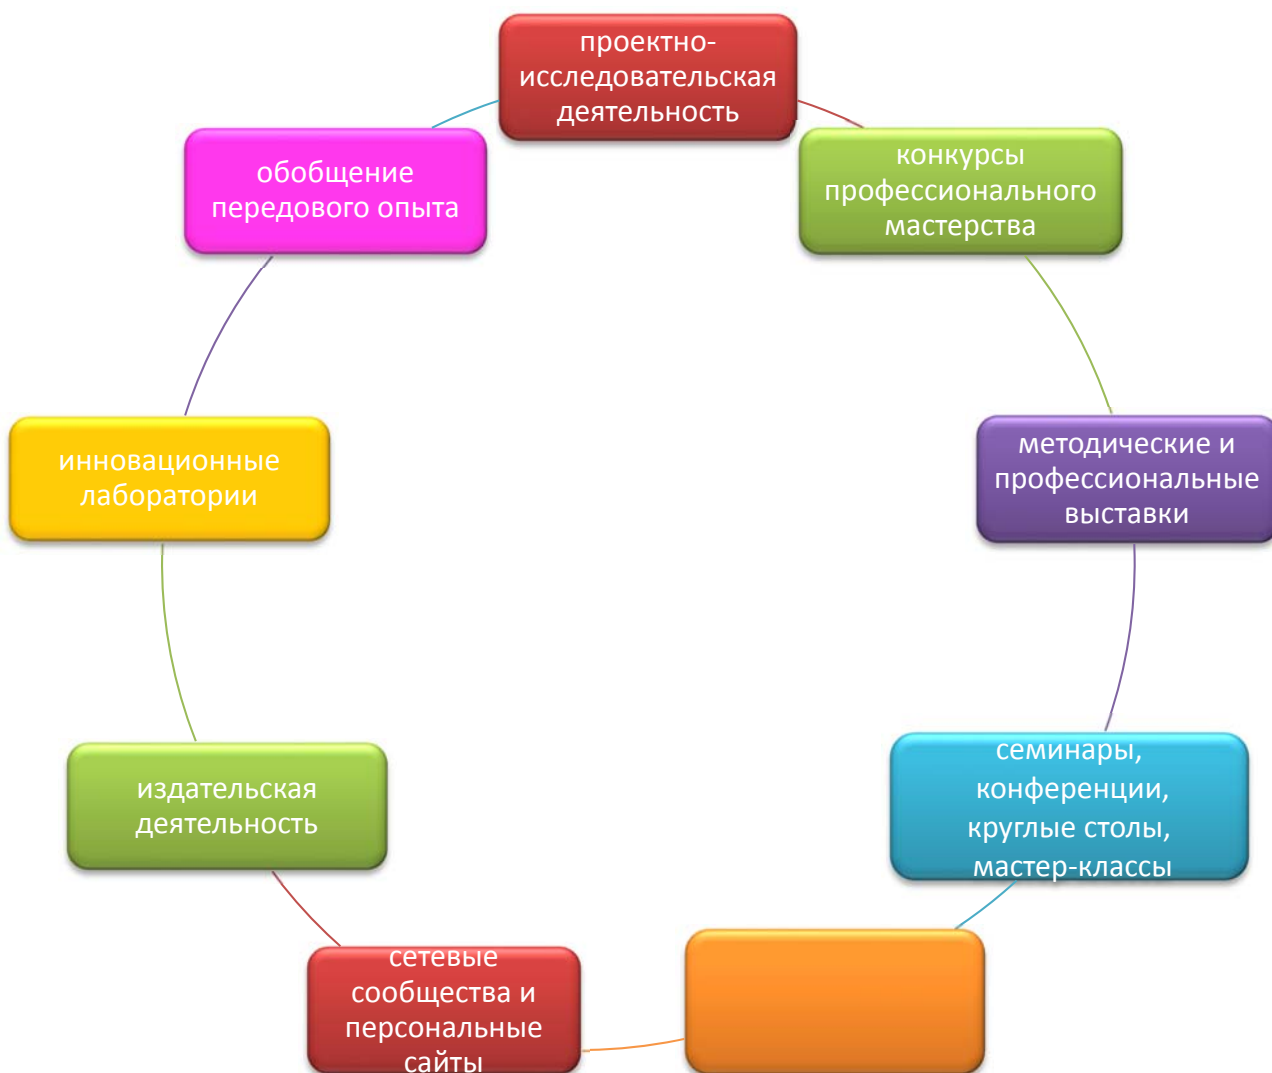 проектно-
исследовательская
деятельность
конкурсы
профессионального
мастерства
методические и
профессиональные
выставки
семинары,
конференции,
круглые столы,
мастер-классы
сетевые
сообщества и
персональные
сайты
издательская
деятельность
инновационные
лаборатории
обобщение
передового опыта